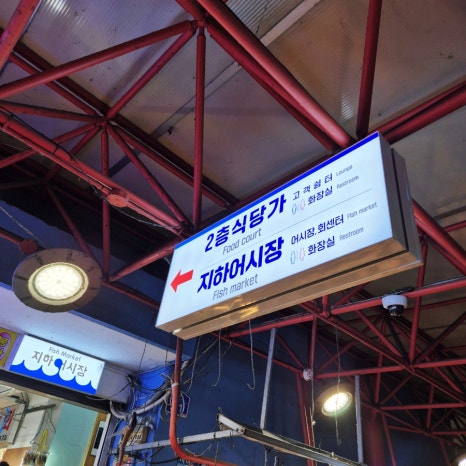 2층식당가 고객쉼터 Lounge
Food court 화장실 Restroom
지하어시장 어시장,회센터 Fish market
Fish market 화장실 Restroom
Fish Market
지하어시장